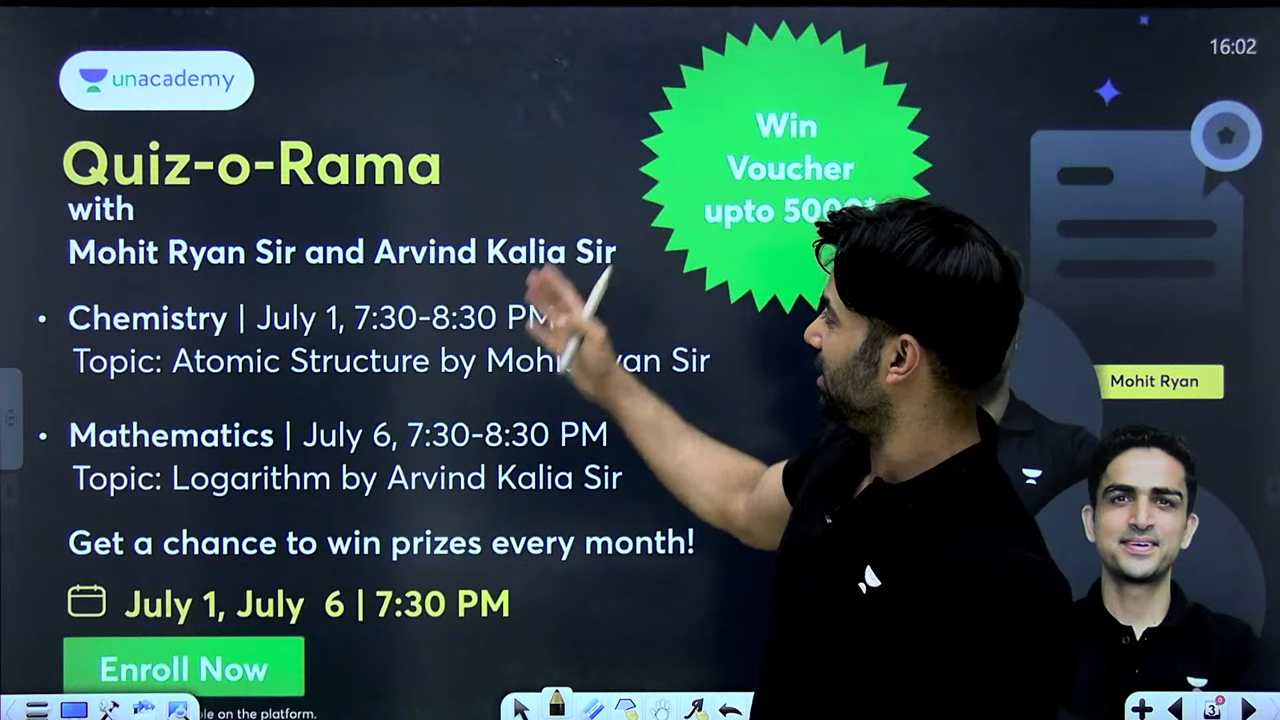 unacademy
16:02
Quiz-o-Rama
with
Mohit Ryan Sir and Arvind Kalia Sir
Win
Voucher
upto
• Chemistry | July 1, 7:30-8:30 PM
Topic: Atomic Structure by Sir
• Mathematics | July 6, 7:30-8:30 PM
Topic: Logarithm by Arvind Kalia Sir
Get a chance to win prizes every month!
July 1, July 6 | 7:30 PM
Enroll Now
on the platform.
Mohit Ryan
3